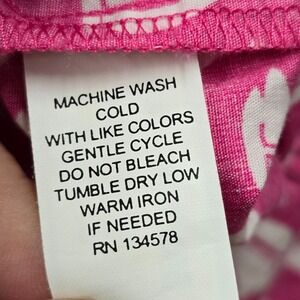 MACHINE WASH
COLD
WITH LIKE COLORS
GENTLE CYCLE
DO NOT BLEACH
TUMBLE DRY LOW
WARM IRON
IF NEEDED
RN 134578